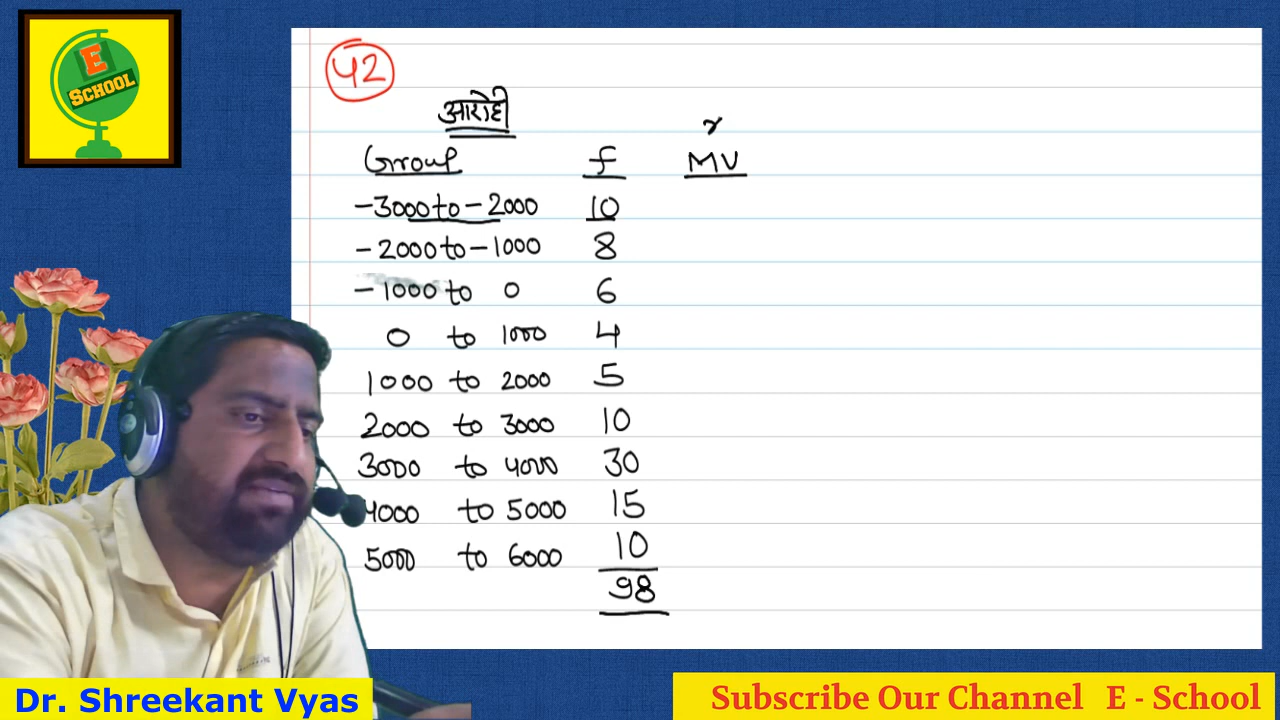 E
SCHOOL
42
आरोही
x
Group f MV
-3000 to -2000 10
-2000 to -1000 8
-1000 to 0 6
0 to 1000 4
1000 to 2000 5
2000 to 3000 10
3000 to 4000 30
4000 to 5000 15
5000 to 6000 10
98
Dr. Shreekant Vyas
Subscribe Our Channel E - School